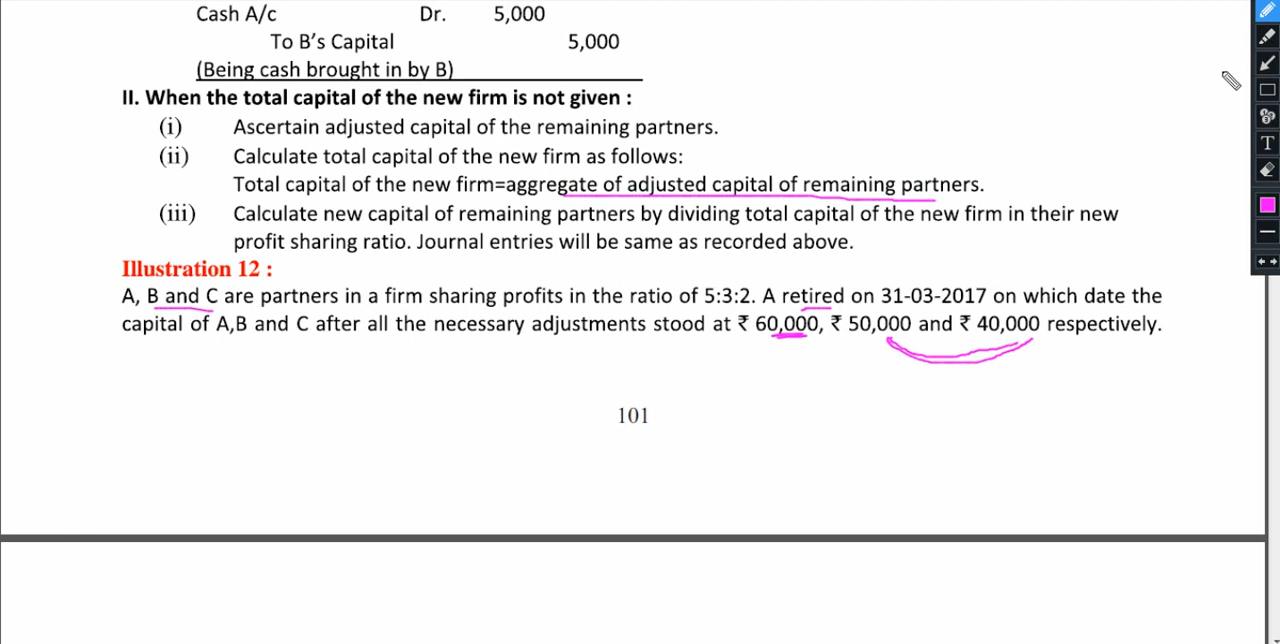 Cash A/c Dr. 5,000
To B’s Capital 5,000
(Being cash brought in by B)
II. When the total capital of the new firm is not given :
(i) Ascertain adjusted capital of the remaining partners.
(ii) Calculate total capital of the new firm as follows:
Total capital of the new firm=aggregate of adjusted capital of remaining partners.
(iii) Calculate new capital of remaining partners by dividing total capital of the new firm in their new
profit sharing ratio. Journal entries will be same as recorded above.
Illustration 12 :
A, B and C are partners in a firm sharing profits in the ratio of 5:3:2. A retired on 31-03-2017 on which date the
capital of A,B and C after all the necessary adjustments stood at ₹ 60,000, ₹ 50,000 and ₹ 40,000 respectively.
101
T